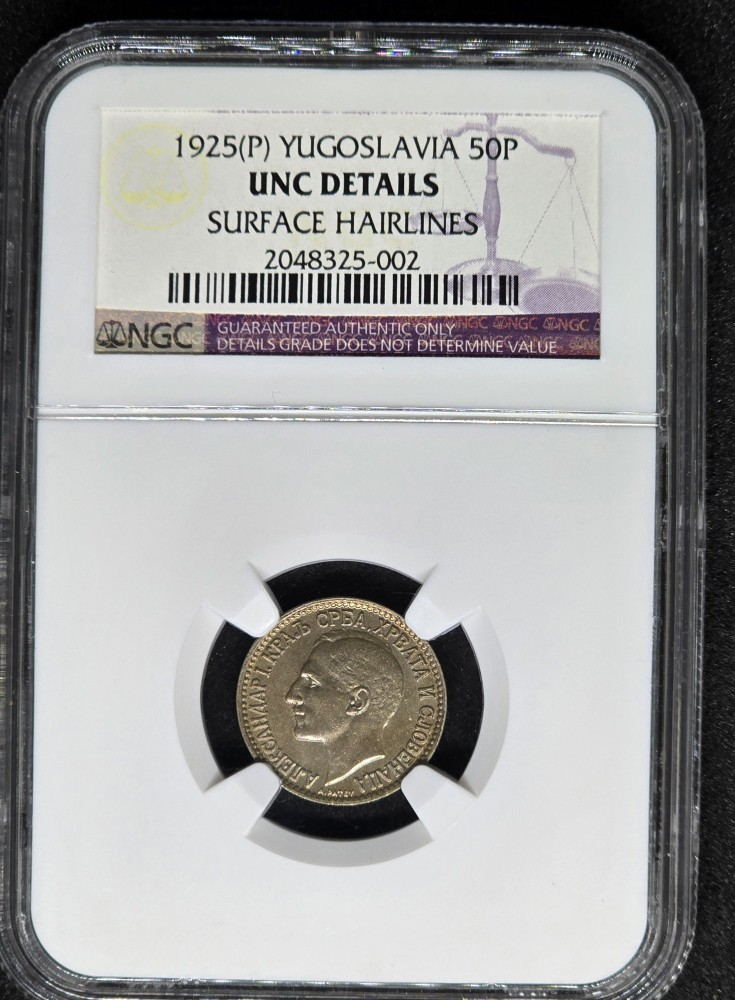 1925(P) YUGOSLAVIA 50P
UNC DETAILS
SURFACE HAIRLINES
2048325-002
NGC
GUARANTEED AUTHENTIC ONLY
DETAILS GRADE DOES NOT DETERMINE VALUE
АЛЕКСАНДАР I. КРАЉ СРБА, ХРВАТА И СЛОВЕНАЦА
A.PATEY